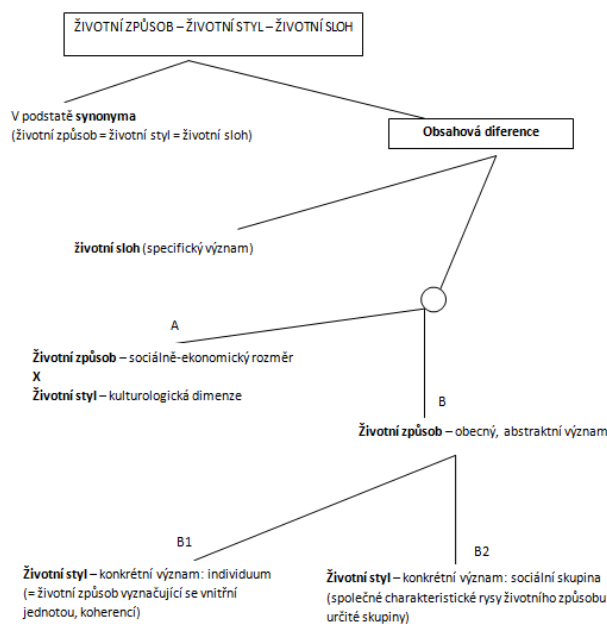 ŽIVOTNÍ ZPŮSOB – ŽIVOTNÍ STYL – ŽIVOTNÍ SLOH
V podstatě synonyma
(životní způsob = životní styl = životní sloh)
Obsahová diference
životní sloh (specifický význam)
A
Životní způsob – sociálně-ekonomický rozměr
X
Životní styl – kulturologická dimenze
B
Životní způsob – obecný, abstraktní význam
B1
Životní styl – konkrétní význam: individuum
(= životní způsob vyznačující se vnitřní
jednotou, koherencí)
B2
Životní styl – konkrétní význam: sociální skupina
(společné charakteristické rysy životního způsobu
určité skupiny)